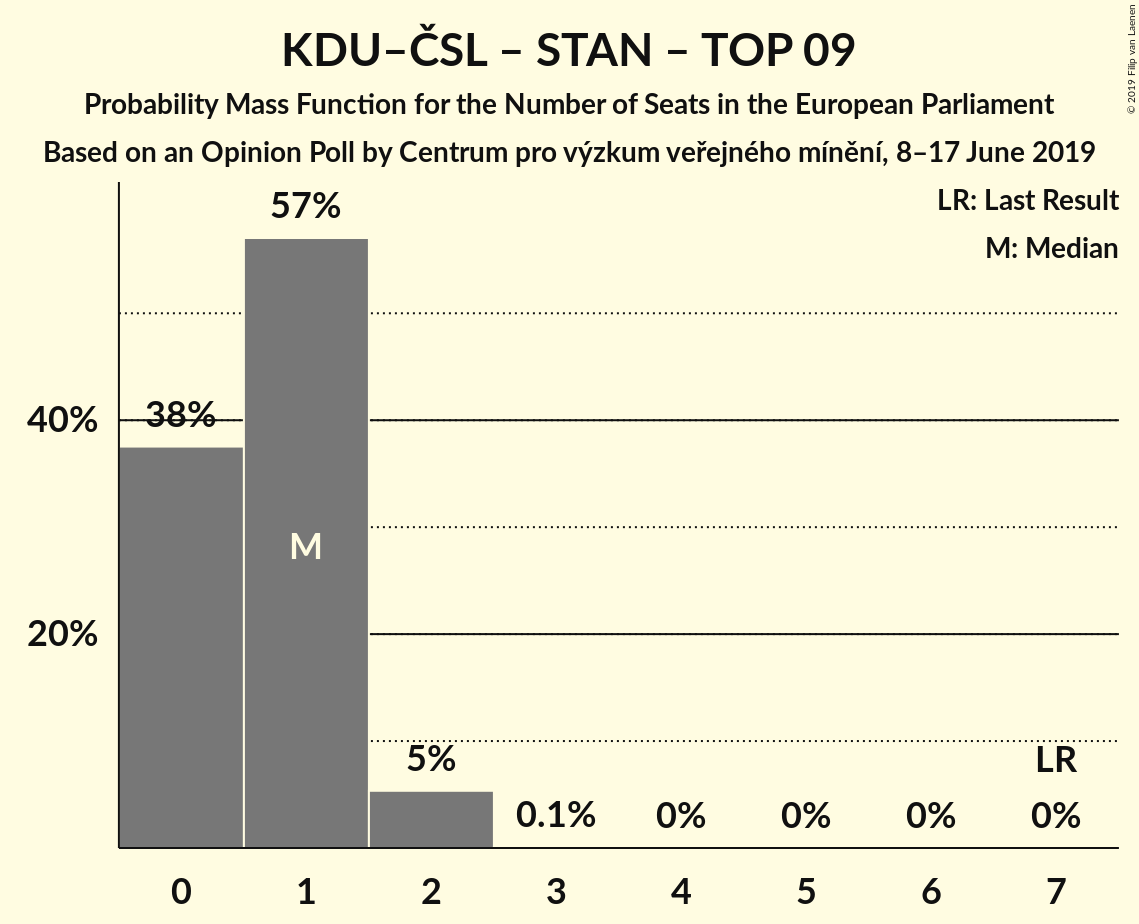 KDU–ČSL – STAN – TOP 09
Probability Mass Function for the Number of Seats in the European Parliament
Based on an Opinion Poll by Centrum pro výzkum veřejného mínění, 8–17 June 2019
© 2019 Filip van Laenen
LR: Last Result
M: Median
57%
40%
38%
M
20%
5%
LR
0.1% 0% 0% 0% 0%
0 1 2 3 4 5 6 7